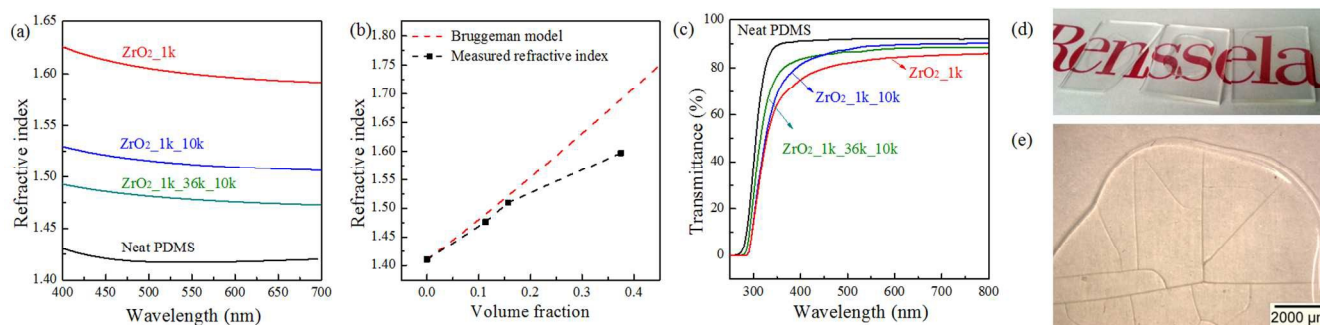 (a)
1.65
1.60
1.55
1.50
1.45
1.40
400 450 500 550 600 650 700
Refractive index
Wavelength (nm)
ZrO₂_1k
ZrO₂_1k_10k
ZrO₂_1k_36k_10k
Neat PDMS
(b)
1.80
1.75
1.70
1.65
1.60
1.55
1.50
1.45
1.40
0.0 0.1 0.2 0.3 0.4
Refractive index
Volume fraction
Bruggeman model
Measured refractive index
(c)
100
80
60
40
20
0
300 400 500 600 700 800
Transmittance (%)
Wavelength (nm)
Neat PDMS
ZrO₂_1k
ZrO₂_1k_10k
ZrO₂_1k_36k_10k
(d)
Renssela
(e)
2000 μm